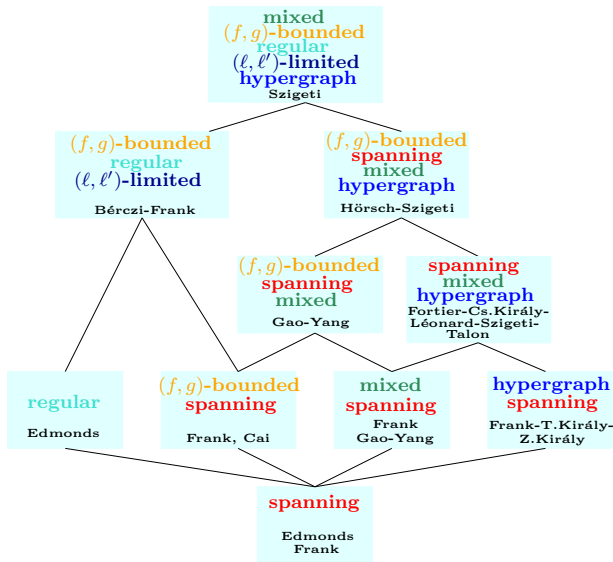 mixed
(f, g)-bounded
regular
(ℓ, ℓ′)-limited
hypergraph
Szigeti
(f, g)-bounded
regular
(ℓ, ℓ′)-limited
Bérczi-Frank
(f, g)-bounded
spanning
mixed
hypergraph
Hörsch-Szigeti
(f, g)-bounded
spanning
mixed
Gao-Yang
spanning
mixed
hypergraph
Fortier-Cs.Király-
Léonard-Szigeti-
Talon
regular
Edmonds
(f, g)-bounded
spanning
Frank, Cai
mixed
spanning
Frank
Gao-Yang
hypergraph
spanning
Frank-T.Király-
Z.Király
spanning
Edmonds
Frank